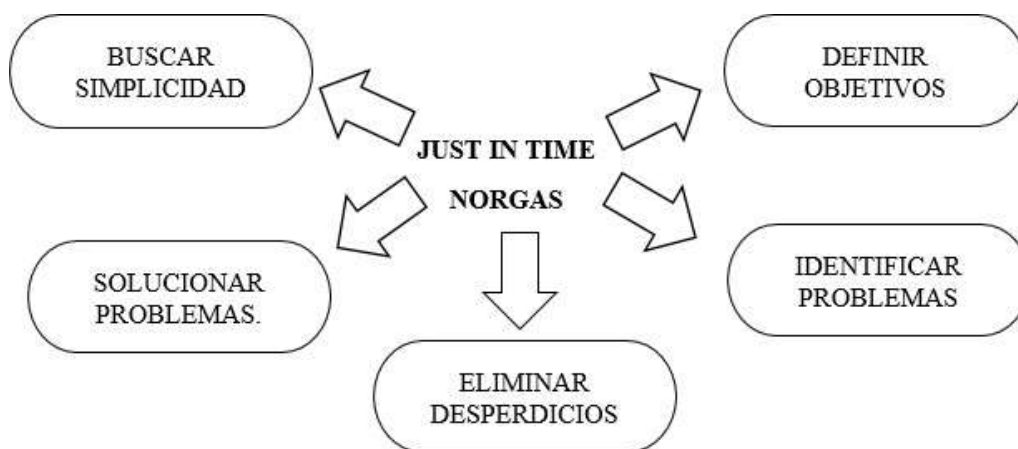 BUSCAR
SIMPLICIDAD
DEFINIR
OBJETIVOS
JUST IN TIME
NORGAS
SOLUCIONAR
PROBLEMAS.
IDENTIFICAR
PROBLEMAS
ELIMINAR
DESPERDICIOS